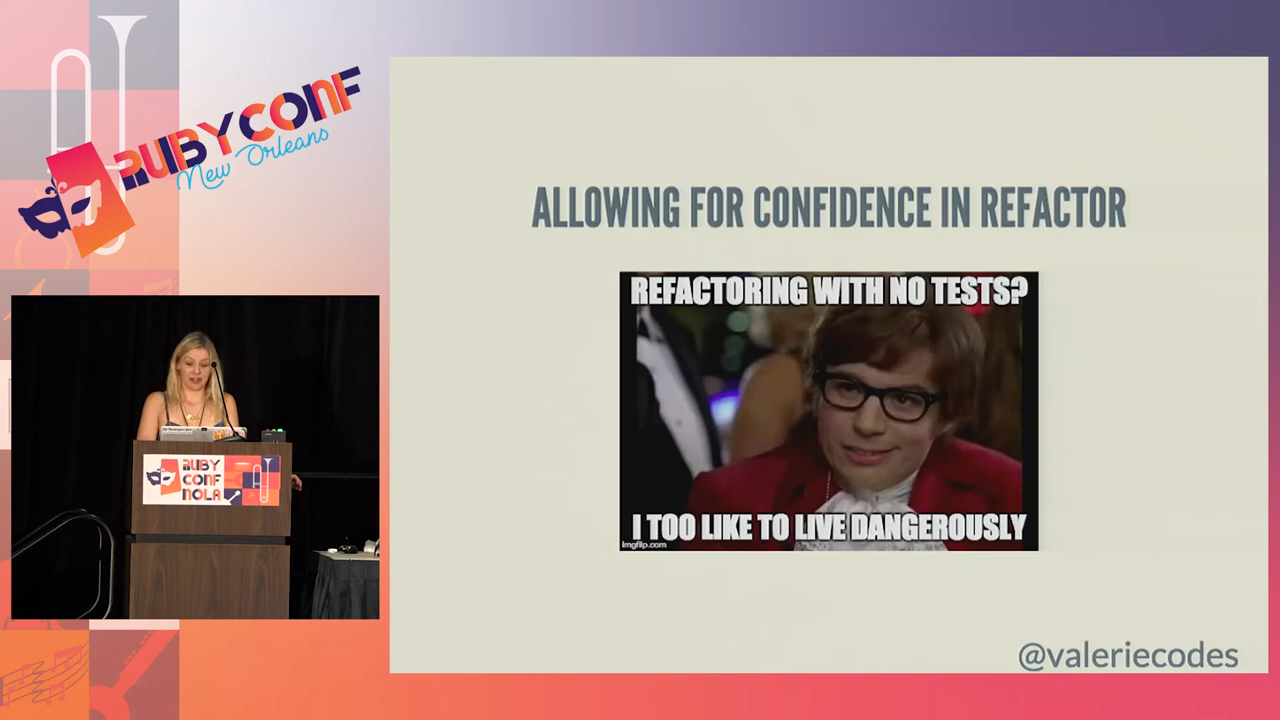 RUBYCONF
New Orleans
RUBY
CONF
NOLA
ALLOWING FOR CONFIDENCE IN REFACTOR
REFACTORING WITH NO TESTS?
I TOO LIKE TO LIVE DANGEROUSLY
imgflip.com
@valeriecodes